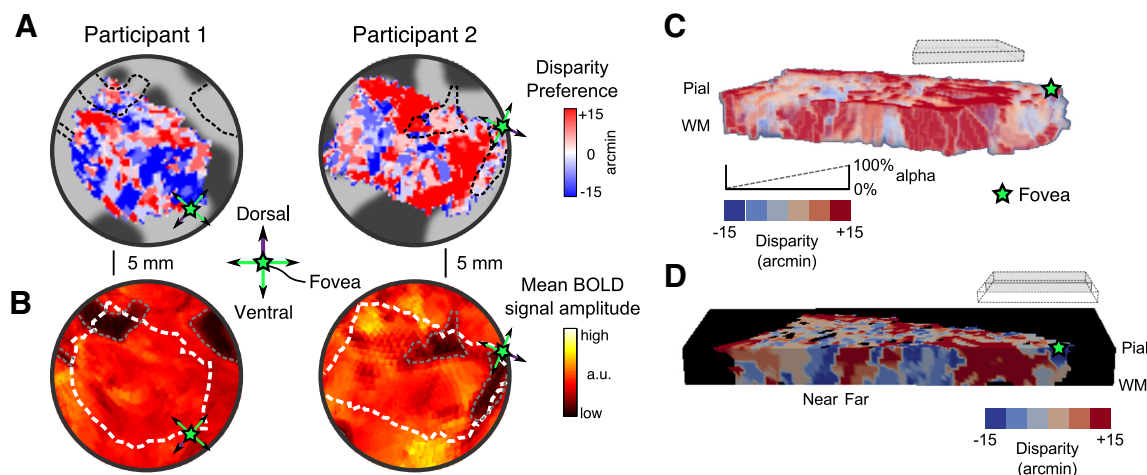 A
Participant 1
Participant 2
Disparity
Preference
+15
0
-15
arcmin
Dorsal
Fovea
Ventral
5 mm
5 mm
B
Mean BOLD
signal amplitude
high
a.u.
low
C
Pial
WM
100%
alpha
0%
Fovea
-15
+15
Disparity
(arcmin)
D
Pial
WM
Near Far
-15
+15
Disparity
(arcmin)